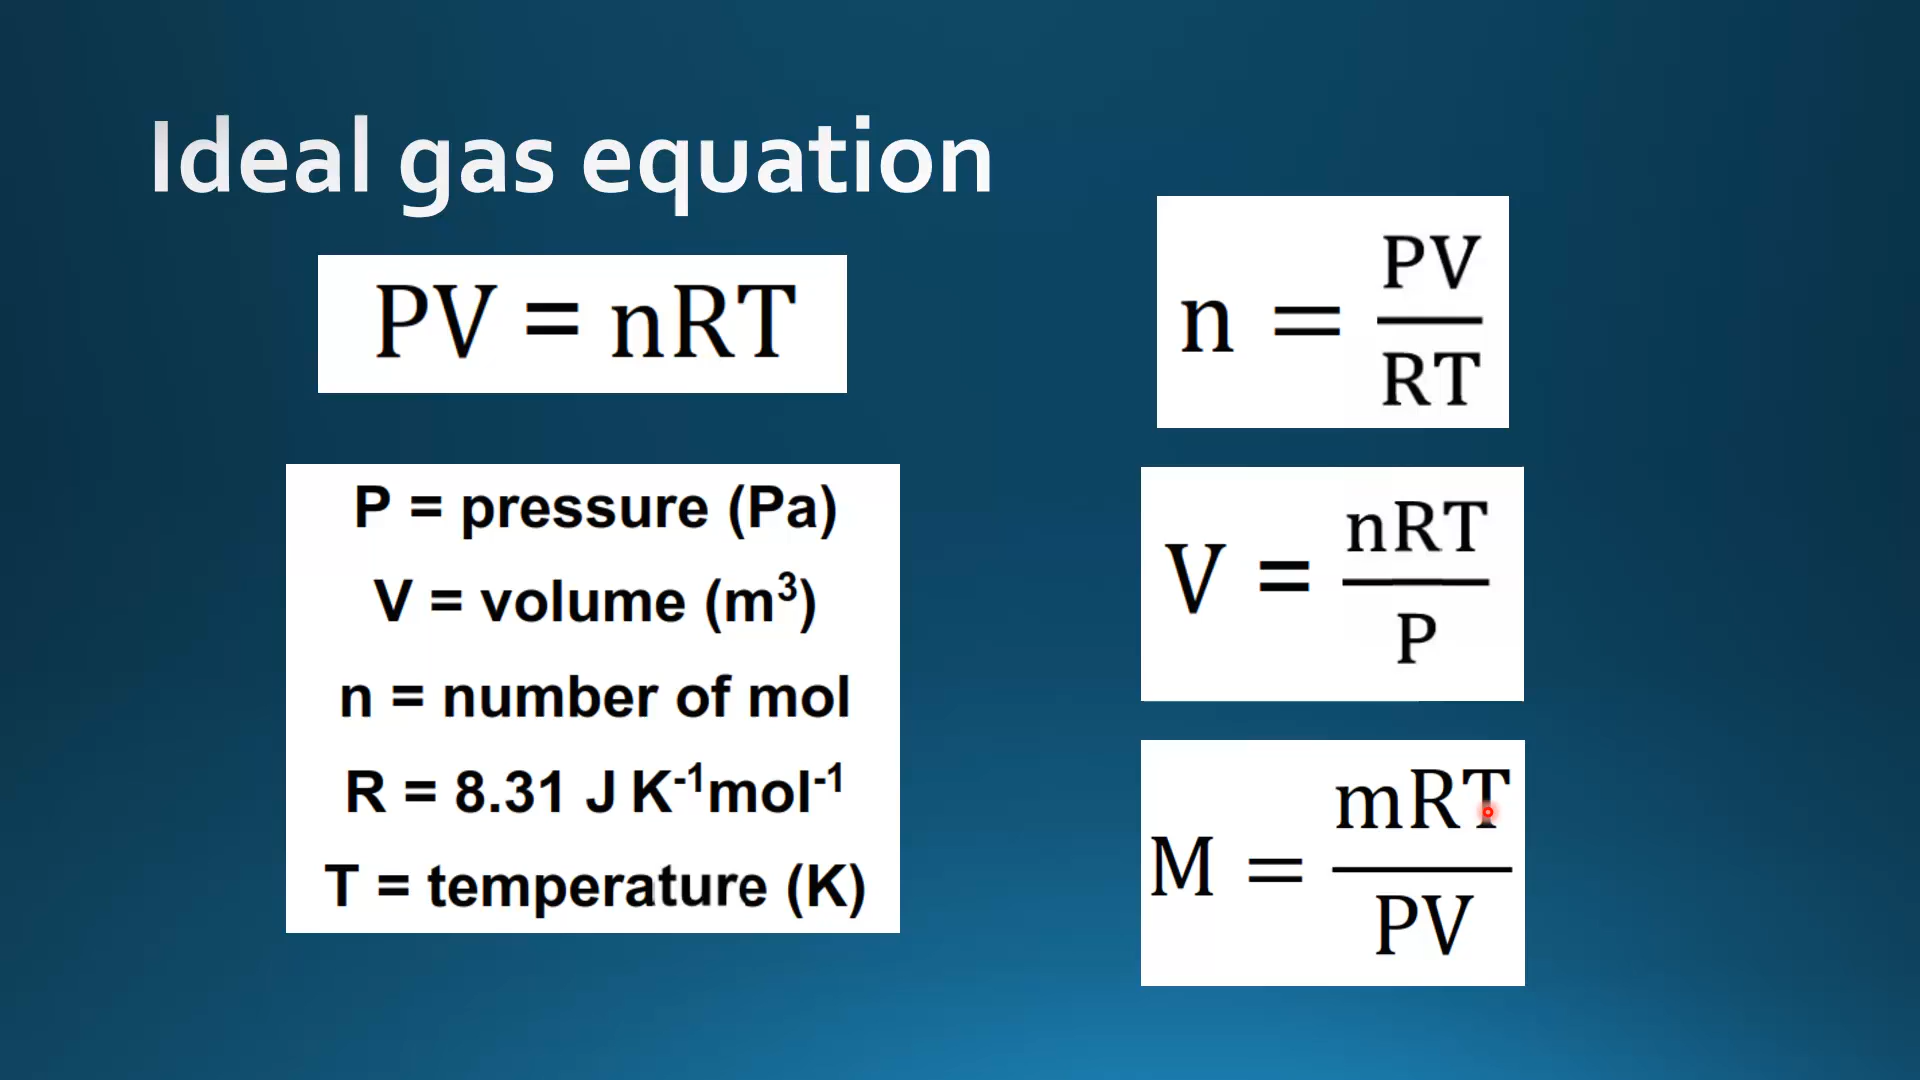 Ideal gas equation
PV = nRT
P = pressure (Pa)
V = volume (m³)
n = number of mol
R = 8.31 J K⁻¹mol⁻¹
T = temperature (K)
n = PV/RT
V = nRT/P
M = mRT/PV